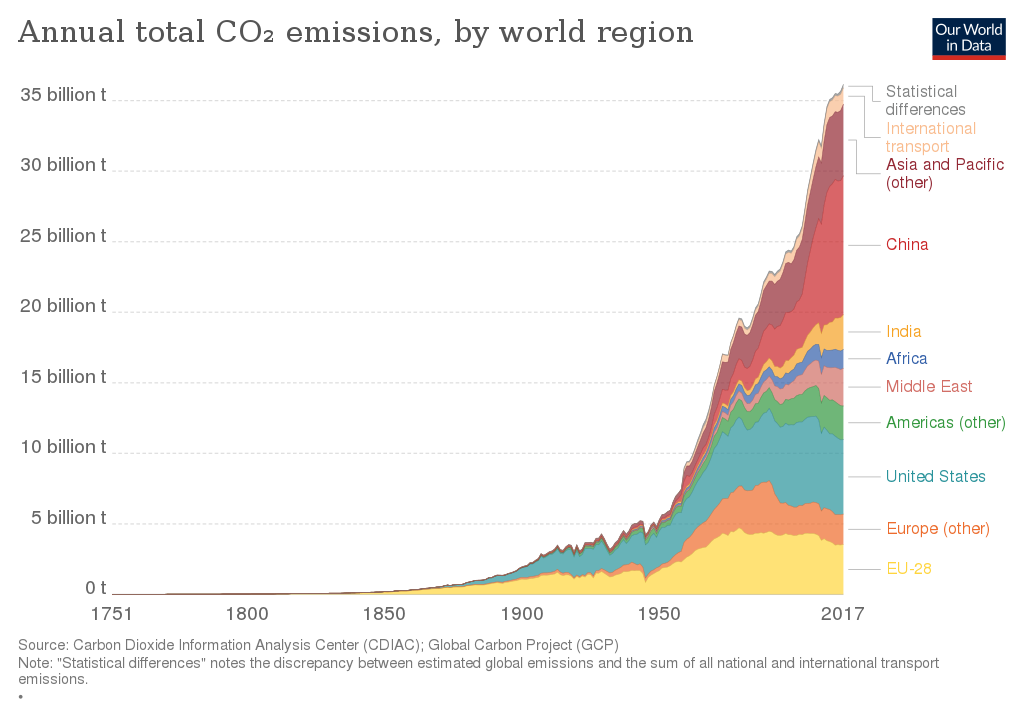 Annual total CO₂ emissions, by world region
Our World
in Data
35 billion t
30 billion t
25 billion t
20 billion t
15 billion t
10 billion t
5 billion t
0 t
1751
1800
1850
1900
1950
2017
Statistical
differences
International
transport
Asia and Pacific
(other)
China
India
Africa
Middle East
Americas (other)
United States
Europe (other)
EU-28
Source: Carbon Dioxide Information Analysis Center (CDIAC); Global Carbon Project (GCP)
Note: "Statistical differences" notes the discrepancy between estimated global emissions and the sum of all national and international transport
emissions.
•